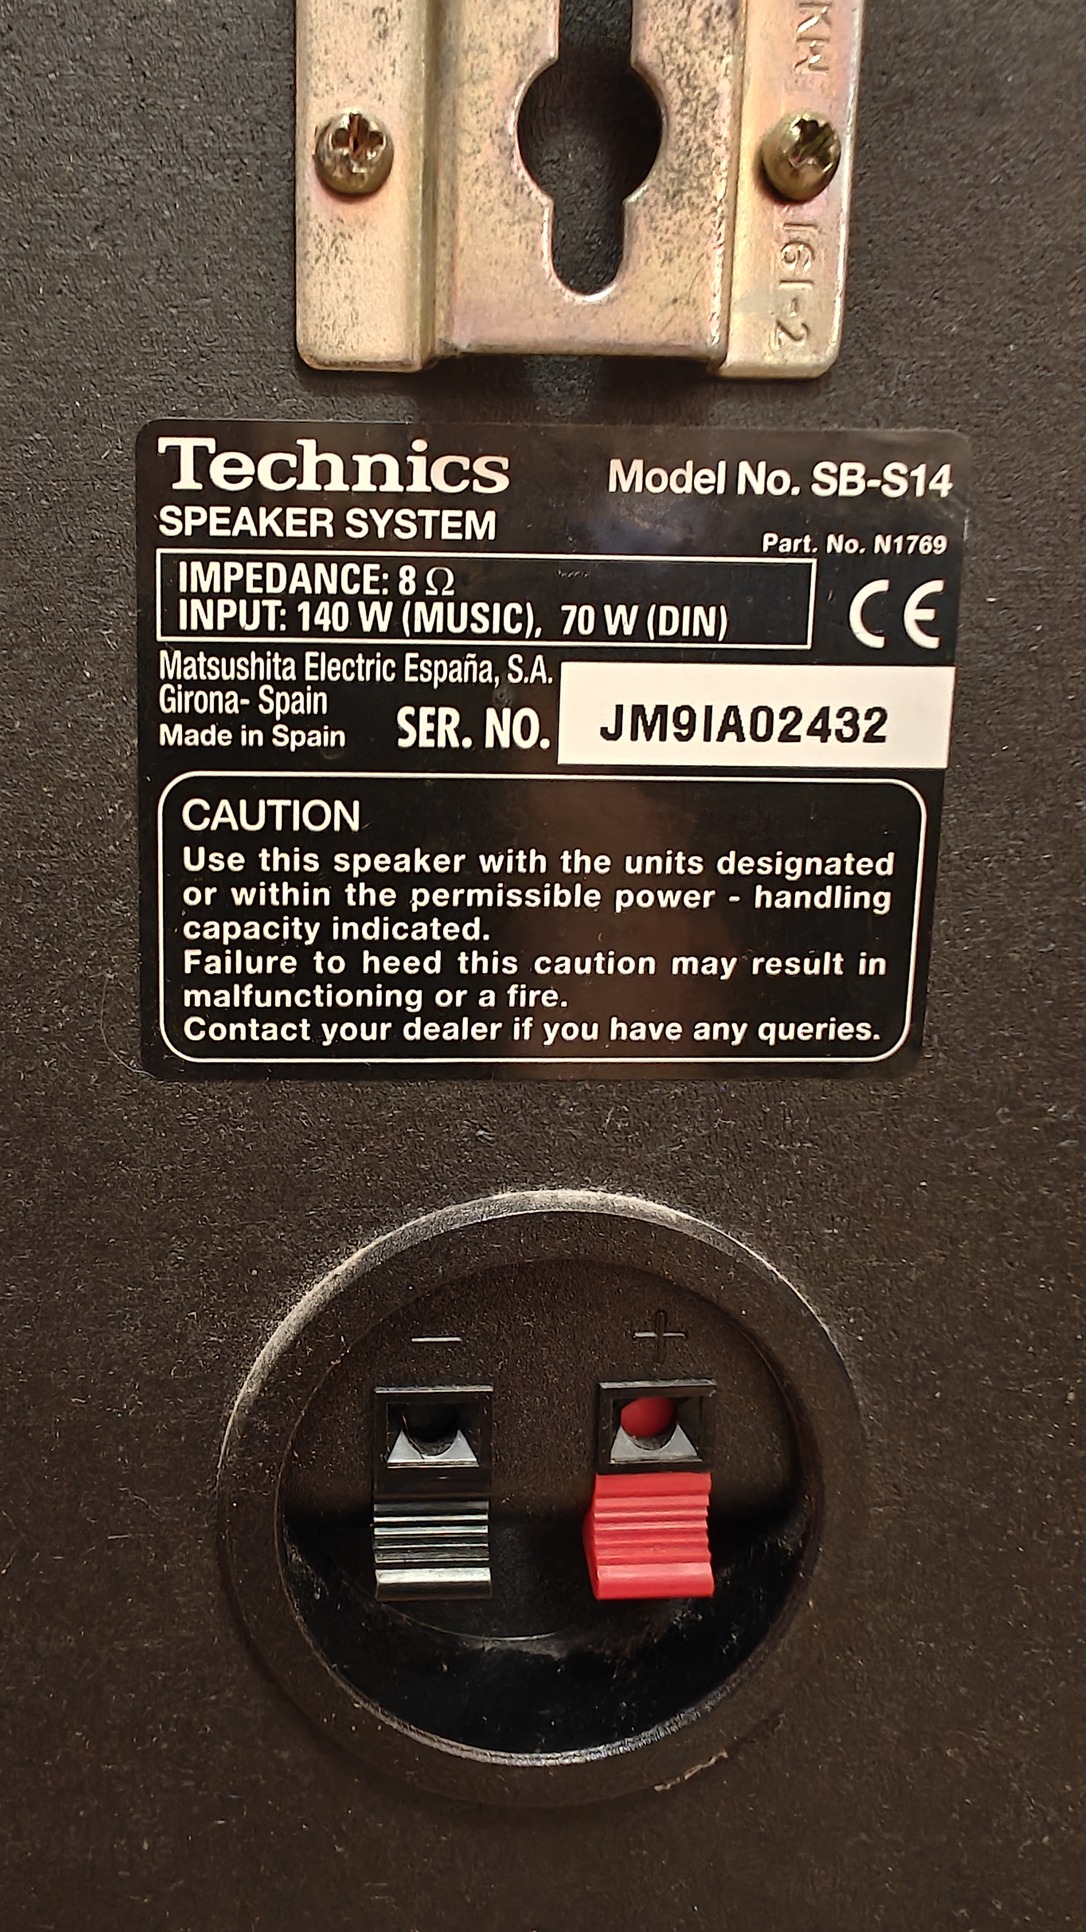 KW
161-2
Technics
Model No. SB-S14
SPEAKER SYSTEM
Part. No. N1769
IMPEDANCE: 8 Ω
INPUT: 140 W (MUSIC), 70 W (DIN)
CE
Matsushita Electric España, S.A.
Girona- Spain
Made in Spain
SER. NO. JM9IA02432
CAUTION
Use this speaker with the units designated
or within the permissible power - handling
capacity indicated.
Failure to heed this caution may result in
malfunctioning or a fire.
Contact your dealer if you have any queries.
− +